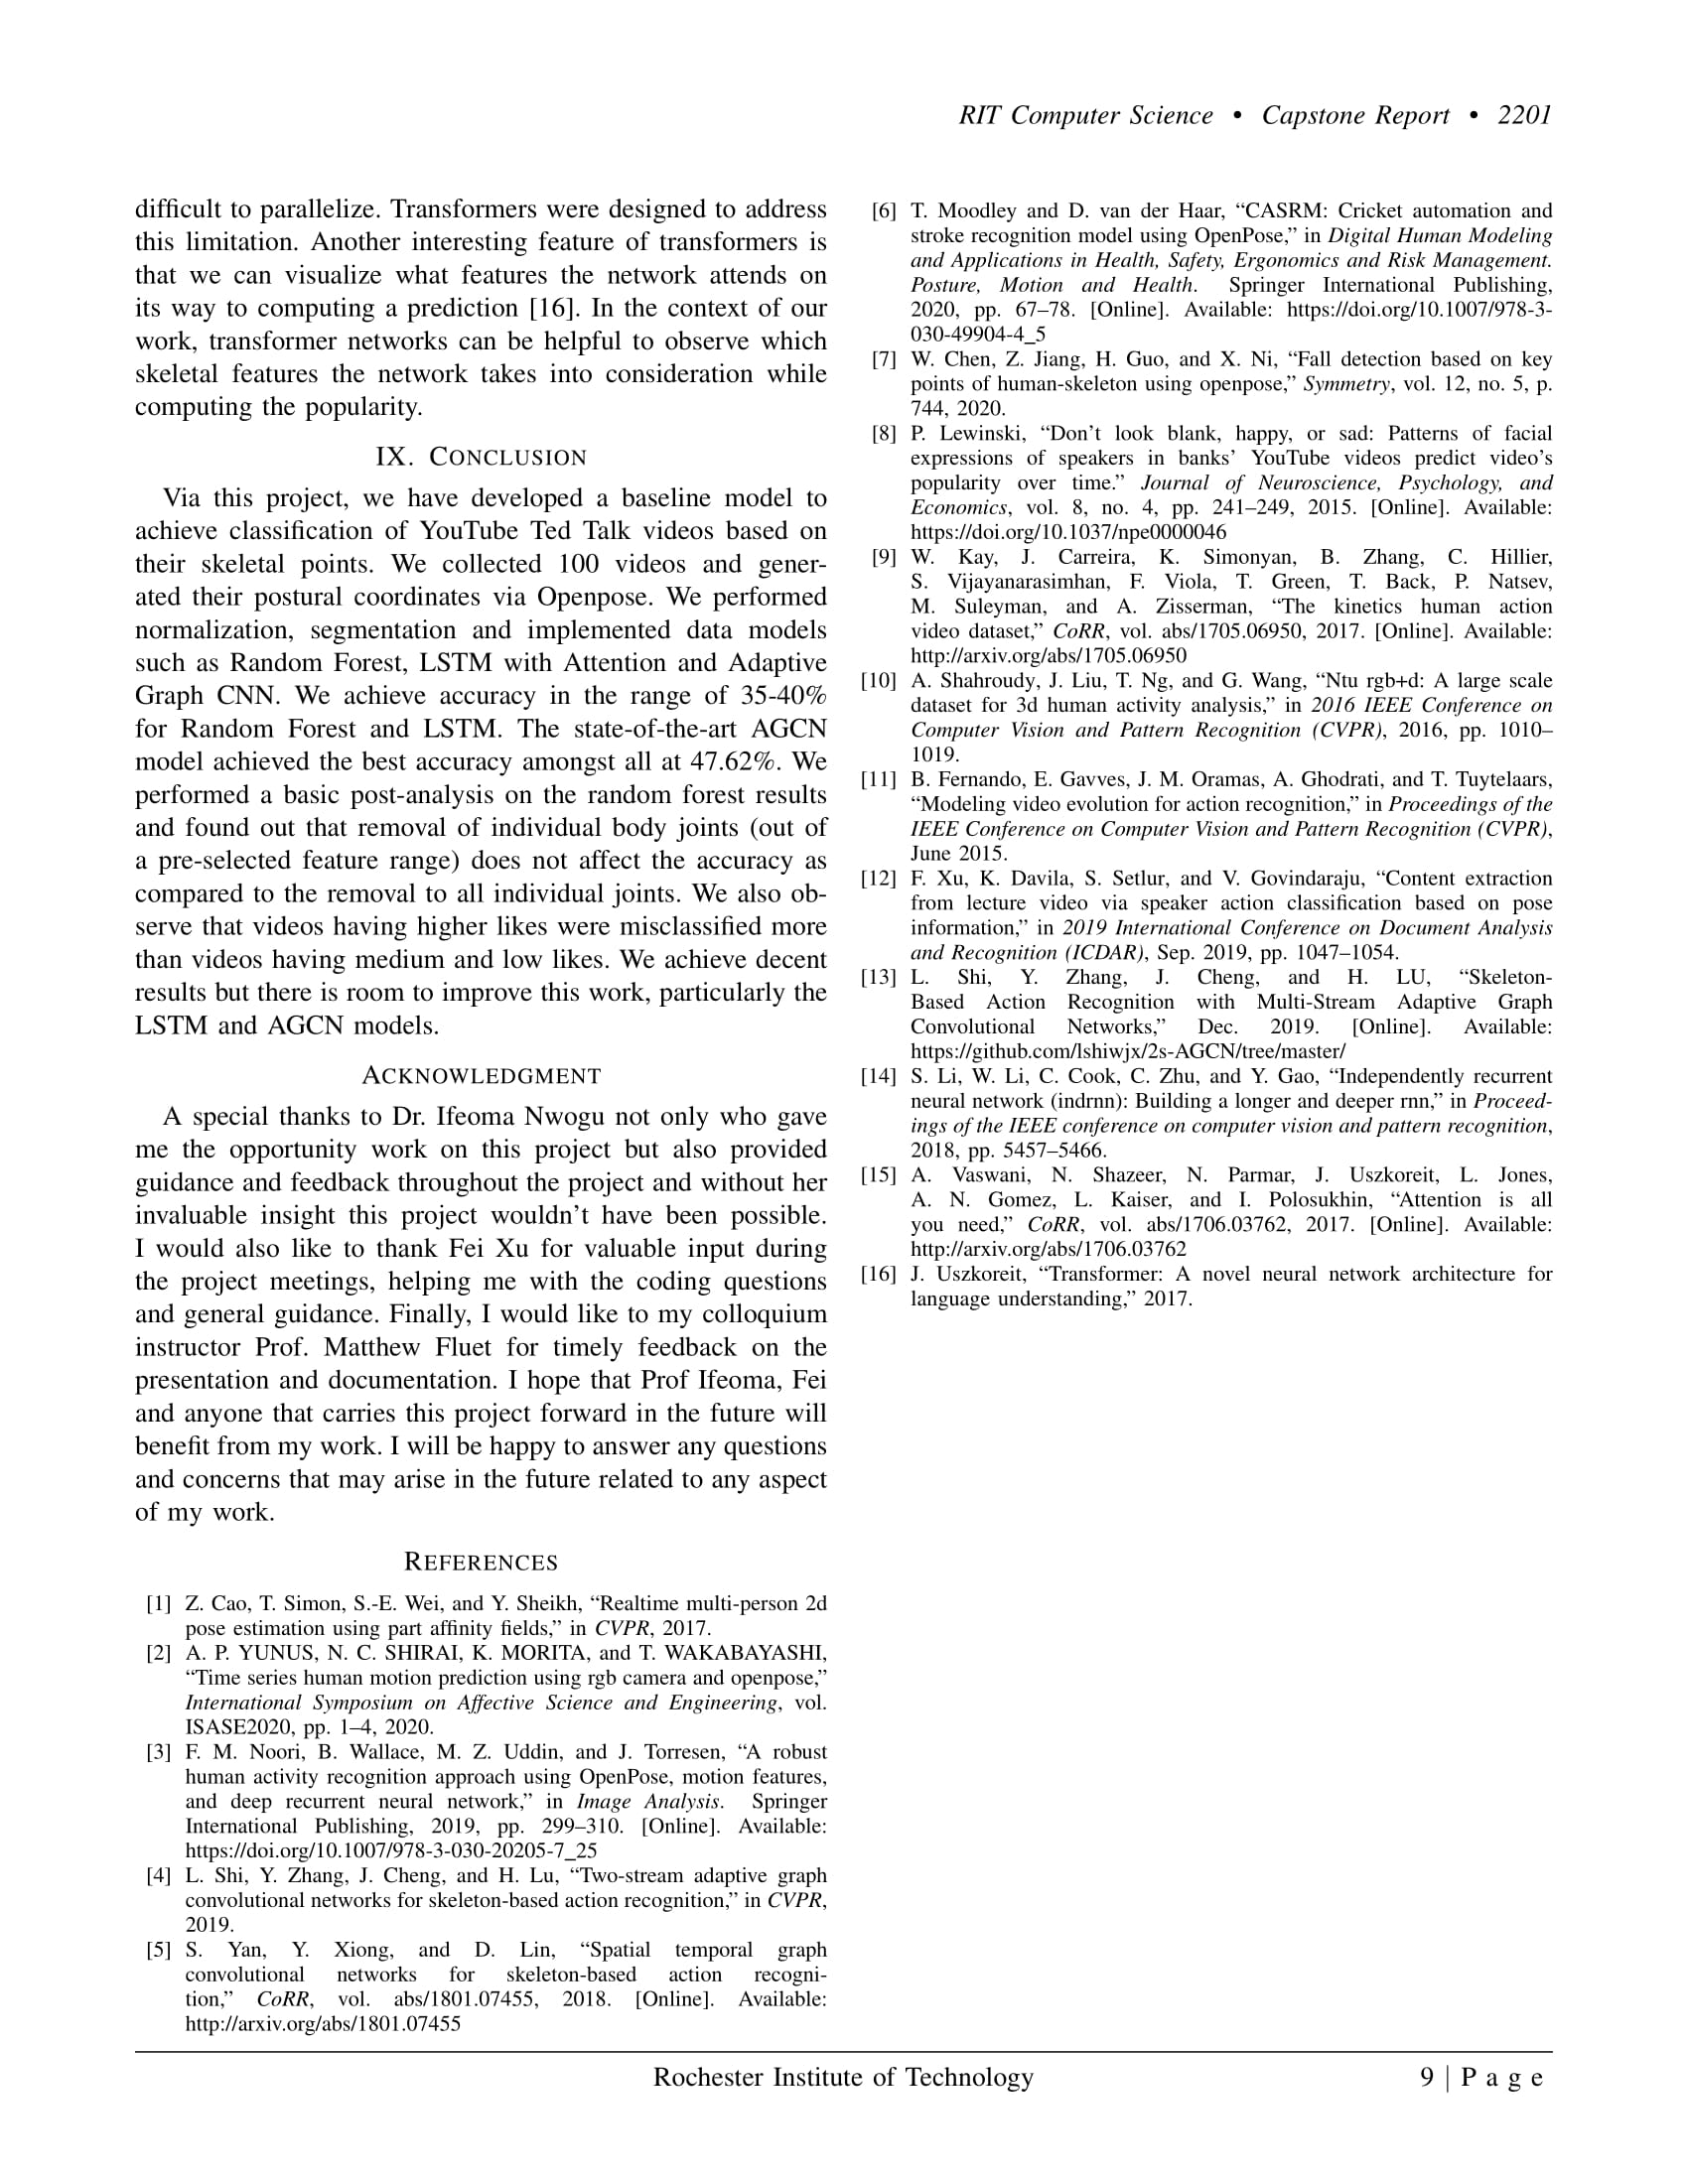 RIT Computer Science • Capstone Report • 2201
difficult to parallelize. Transformers were designed to address
this limitation. Another interesting feature of transformers is
that we can visualize what features the network attends on
its way to computing a prediction [16]. In the context of our
work, transformer networks can be helpful to observe which
skeletal features the network takes into consideration while
computing the popularity.
IX. CONCLUSION
Via this project, we have developed a baseline model to
achieve classification of YouTube Ted Talk videos based on
their skeletal points. We collected 100 videos and gener-
ated their postural coordinates via Openpose. We performed
normalization, segmentation and implemented data models
such as Random Forest, LSTM with Attention and Adaptive
Graph CNN. We achieve accuracy in the range of 35-40%
for Random Forest and LSTM. The state-of-the-art AGCN
model achieved the best accuracy amongst all at 47.62%. We
performed a basic post-analysis on the random forest results
and found out that removal of individual body joints (out of
a pre-selected feature range) does not affect the accuracy as
compared to the removal to all individual joints. We also ob-
serve that videos having higher likes were misclassified more
than videos having medium and low likes. We achieve decent
results but there is room to improve this work, particularly the
LSTM and AGCN models.
ACKNOWLEDGMENT
A special thanks to Dr. Ifeoma Nwogu not only who gave
me the opportunity work on this project but also provided
guidance and feedback throughout the project and without her
invaluable insight this project wouldn't have been possible.
I would also like to thank Fei Xu for valuable input during
the project meetings, helping me with the coding questions
and general guidance. Finally, I would like to my colloquium
instructor Prof. Matthew Fluet for timely feedback on the
presentation and documentation. I hope that Prof Ifeoma, Fei
and anyone that carries this project forward in the future will
benefit from my work. I will be happy to answer any questions
and concerns that may arise in the future related to any aspect
of my work.
REFERENCES
[1] Z. Cao, T. Simon, S.-E. Wei, and Y. Sheikh, “Realtime multi-person 2d
pose estimation using part affinity fields,” in CVPR, 2017.
[2] A. P. YUNUS, N. C. SHIRAI, K. MORITA, and T. WAKABAYASHI,
“Time series human motion prediction using rgb camera and openpose,”
International Symposium on Affective Science and Engineering, vol.
ISASE2020, pp. 1–4, 2020.
[3] F. M. Noori, B. Wallace, M. Z. Uddin, and J. Torresen, “A robust
human activity recognition approach using OpenPose, motion features,
and deep recurrent neural network,” in Image Analysis. Springer
International Publishing, 2019, pp. 299–310. [Online]. Available:
https://doi.org/10.1007/978-3-030-20205-7_25
[4] L. Shi, Y. Zhang, J. Cheng, and H. Lu, “Two-stream adaptive graph
convolutional networks for skeleton-based action recognition,” in CVPR,
2019.
[5] S. Yan, Y. Xiong, and D. Lin, “Spatial temporal graph
convolutional networks for skeleton-based action recogni-
tion,” CoRR, vol. abs/1801.07455, 2018. [Online]. Available:
http://arxiv.org/abs/1801.07455
[6] T. Moodley and D. van der Haar, “CASRM: Cricket automation and
stroke recognition model using OpenPose,” in Digital Human Modeling
and Applications in Health, Safety, Ergonomics and Risk Management.
Posture, Motion and Health. Springer International Publishing,
2020, pp. 67–78. [Online]. Available: https://doi.org/10.1007/978-3-
030-49904-4_5
[7] W. Chen, Z. Jiang, H. Guo, and X. Ni, “Fall detection based on key
points of human-skeleton using openpose,” Symmetry, vol. 12, no. 5, p.
744, 2020.
[8] P. Lewinski, “Don't look blank, happy, or sad: Patterns of facial
expressions of speakers in banks' YouTube videos predict video's
popularity over time.” Journal of Neuroscience, Psychology, and
Economics, vol. 8, no. 4, pp. 241–249, 2015. [Online]. Available:
https://doi.org/10.1037/npe0000046
[9] W. Kay, J. Carreira, K. Simonyan, B. Zhang, C. Hillier,
S. Vijayanarasimhan, F. Viola, T. Green, T. Back, P. Natsev,
M. Suleyman, and A. Zisserman, “The kinetics human action
video dataset,” CoRR, vol. abs/1705.06950, 2017. [Online]. Available:
http://arxiv.org/abs/1705.06950
[10] A. Shahroudy, J. Liu, T. Ng, and G. Wang, “Ntu rgb+d: A large scale
dataset for 3d human activity analysis,” in 2016 IEEE Conference on
Computer Vision and Pattern Recognition (CVPR), 2016, pp. 1010–
1019.
[11] B. Fernando, E. Gavves, J. M. Oramas, A. Ghodrati, and T. Tuytelaars,
“Modeling video evolution for action recognition,” in Proceedings of the
IEEE Conference on Computer Vision and Pattern Recognition (CVPR),
June 2015.
[12] F. Xu, K. Davila, S. Setlur, and V. Govindaraju, “Content extraction
from lecture video via speaker action classification based on pose
information,” in 2019 International Conference on Document Analysis
and Recognition (ICDAR), Sep. 2019, pp. 1047–1054.
[13] L. Shi, Y. Zhang, J. Cheng, and H. LU, “Skeleton-
Based Action Recognition with Multi-Stream Adaptive Graph
Convolutional Networks,” Dec. 2019. [Online]. Available:
https://github.com/lshiwjx/2s-AGCN/tree/master/
[14] S. Li, W. Li, C. Cook, C. Zhu, and Y. Gao, “Independently recurrent
neural network (indrnn): Building a longer and deeper rnn,” in Proceed-
ings of the IEEE conference on computer vision and pattern recognition,
2018, pp. 5457–5466.
[15] A. Vaswani, N. Shazeer, N. Parmar, J. Uszkoreit, L. Jones,
A. N. Gomez, L. Kaiser, and I. Polosukhin, “Attention is all
you need,” CoRR, vol. abs/1706.03762, 2017. [Online]. Available:
http://arxiv.org/abs/1706.03762
[16] J. Uszkoreit, “Transformer: A novel neural network architecture for
language understanding,” 2017.
Rochester Institute of Technology
9 | P a g e